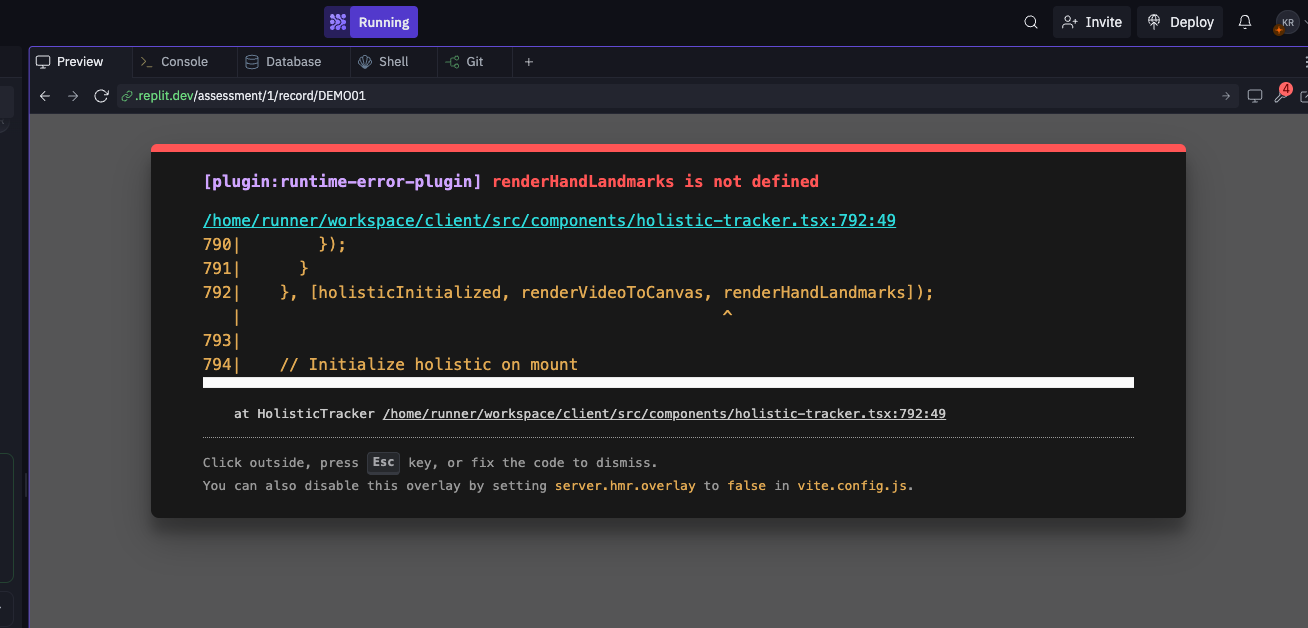 Running
Invite
Deploy
KR
Preview
>_ Console
Database
Shell
Git
+
.replit.dev/assessment/1/record/DEMO01
4
[plugin:runtime-error-plugin] renderHandLandmarks is not defined
/home/runner/workspace/client/src/components/holistic-tracker.tsx:792:49
790|        });
791|      }
792|    }, [holisticInitialized, renderVideoToCanvas, renderHandLandmarks]);
   |                                                  ^
793|
794|    // Initialize holistic on mount
at HolisticTracker /home/runner/workspace/client/src/components/holistic-tracker.tsx:792:49
Click outside, press Esc key, or fix the code to dismiss.
You can also disable this overlay by setting server.hmr.overlay to false in vite.config.js.